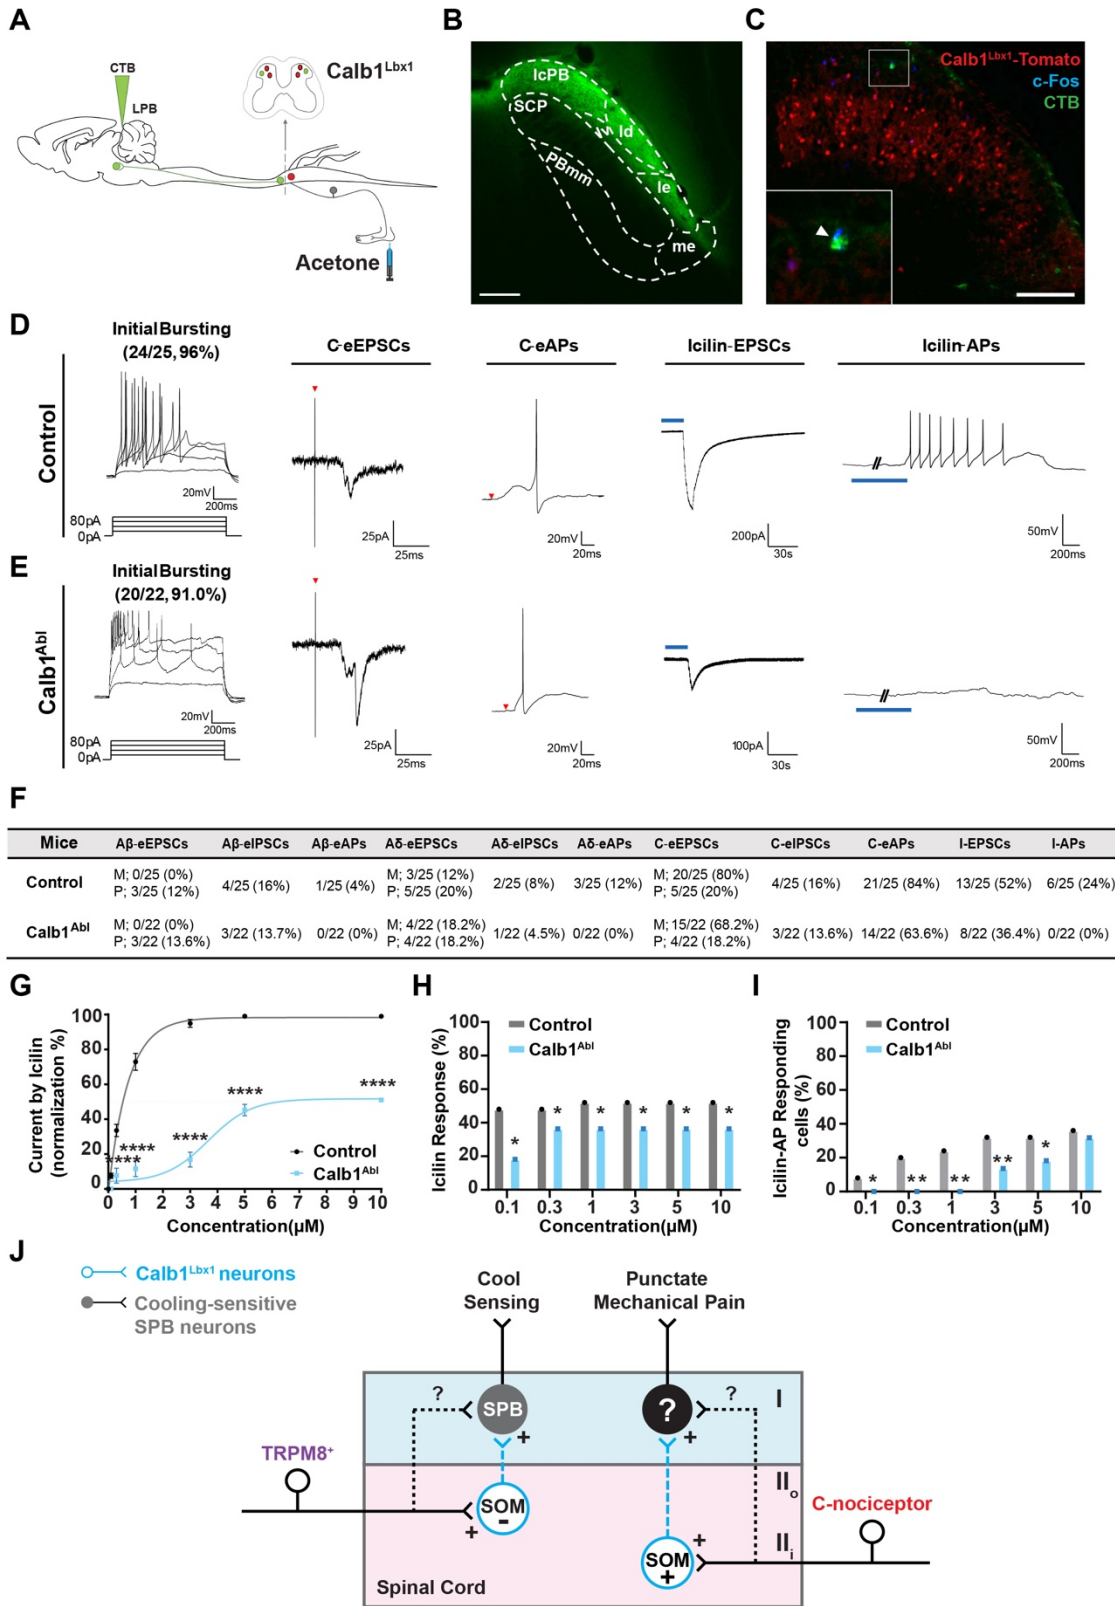 A
CTB
LPB
Calb1Lbx1
Acetone
B
lcPB
SCP
ld
PBmm
le
me
C
Calb1Lbx1-Tomato
c-Fos
CTB
D
Control
Initial Bursting
(24/25, 96%)
20mV
200ms
80pA
0pA
C-eEPSCs
25pA
25ms
C-eAPs
20mV
20ms
Icilin-EPSCs
200pA
30s
Icilin-APs
50mV
200ms
E
Calb1Abl
Initial Bursting
(20/22, 91.0%)
20mV
200ms
80pA
0pA
25pA
25ms
20mV
20ms
100pA
30s
50mV
200ms
F
Mice Aβ-eEPSCs Aβ-eIPSCs Aβ-eAPs Aδ-eEPSCs Aδ-eIPSCs Aδ-eAPs C-eEPSCs C-eIPSCs C-eAPs I-EPSCs I-APs
Control M; 0/25 (0%) P; 3/25 (12%) 4/25 (16%) 1/25 (4%) M; 3/25 (12%) P; 5/25 (20%) 2/25 (8%) 3/25 (12%) M; 20/25 (80%) P; 5/25 (20%) 4/25 (16%) 21/25 (84%) 13/25 (52%) 6/25 (24%)
Calb1Abl M; 0/22 (0%) P; 3/22 (13.6%) 3/22 (13.7%) 0/22 (0%) M; 4/22 (18.2%) P; 4/22 (18.2%) 1/22 (4.5%) 0/22 (0%) M; 15/22 (68.2%) P; 4/22 (18.2%) 3/22 (13.6%) 14/22 (63.6%) 8/22 (36.4%) 0/22 (0%)
G
Current by Icilin
(normalization %)
100
80
60
40
20
0
****
****
****
****
****
Control
Calb1Abl
0 1 2 3 4 5 6 7 8 9 10
Concentration(µM)
H
Icilin Response (%)
100
80
60
40
20
0
Control
Calb1Abl
* * * * * *
0.1 0.3 1 3 5 10
Concentration(µM)
I
Icilin-AP Responding
cells (%)
100
80
60
40
20
0
Control
Calb1Abl
* ** ** ** *
0.1 0.3 1 3 5 10
Concentration(µM)
J
Calb1Lbx1 neurons
Cooling-sensitive
SPB neurons
Cool
Sensing
Punctate
Mechanical Pain
?
SPB
+
?
+
?
I
TRPM8+
SOM
-
+
IIo
IIi
SOM
+
+
C-nociceptor
Spinal Cord